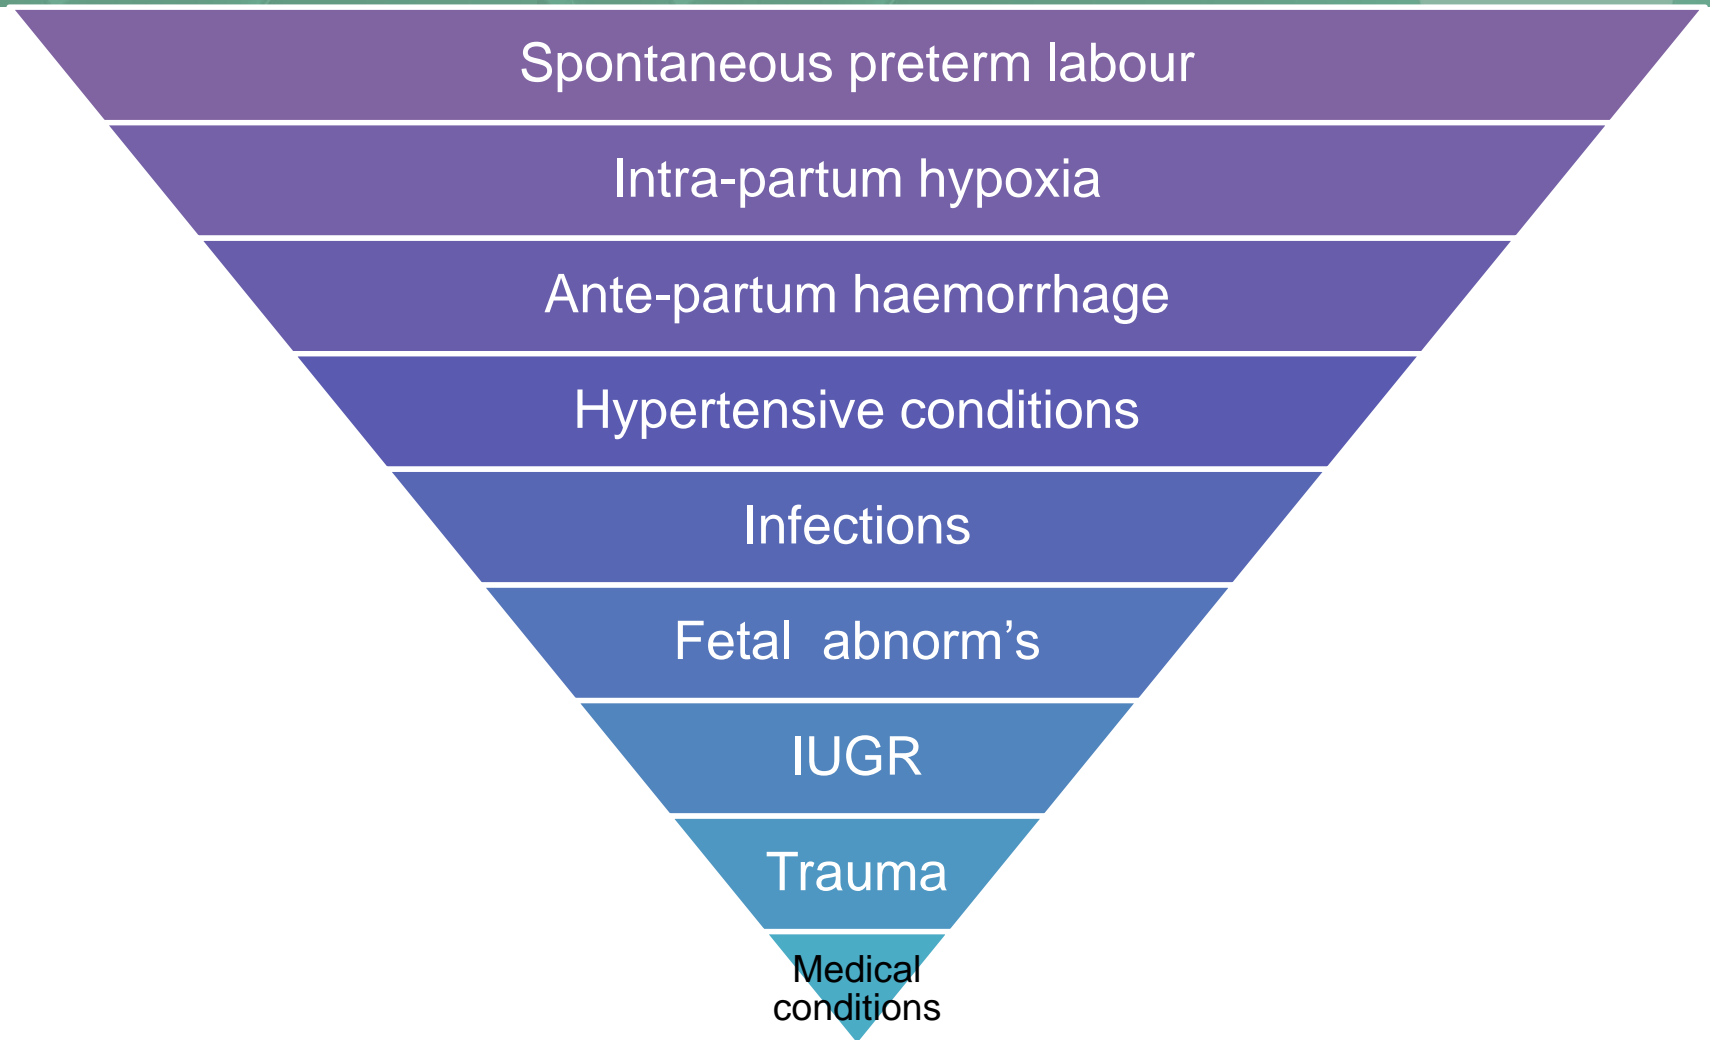 Spontaneous preterm labour
Intra-partum hypoxia
Ante-partum haemorrhage
Hypertensive conditions
Infections
Fetal  abnorm’s
IUGR
Trauma
Medical
conditions